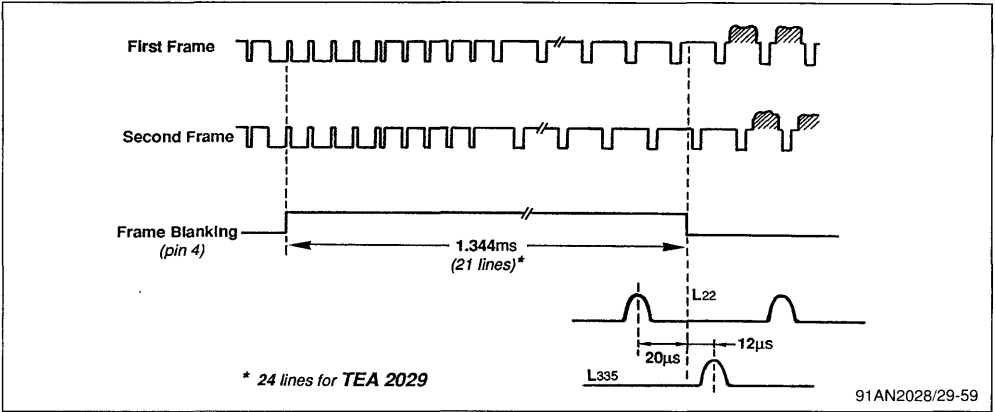 First Frame
Second Frame
Frame Blanking
(pin 4)
1.344ms
(21 lines)*
L22
20µs
12µs
L335
* 24 lines for TEA 2029
91AN2028/29-59